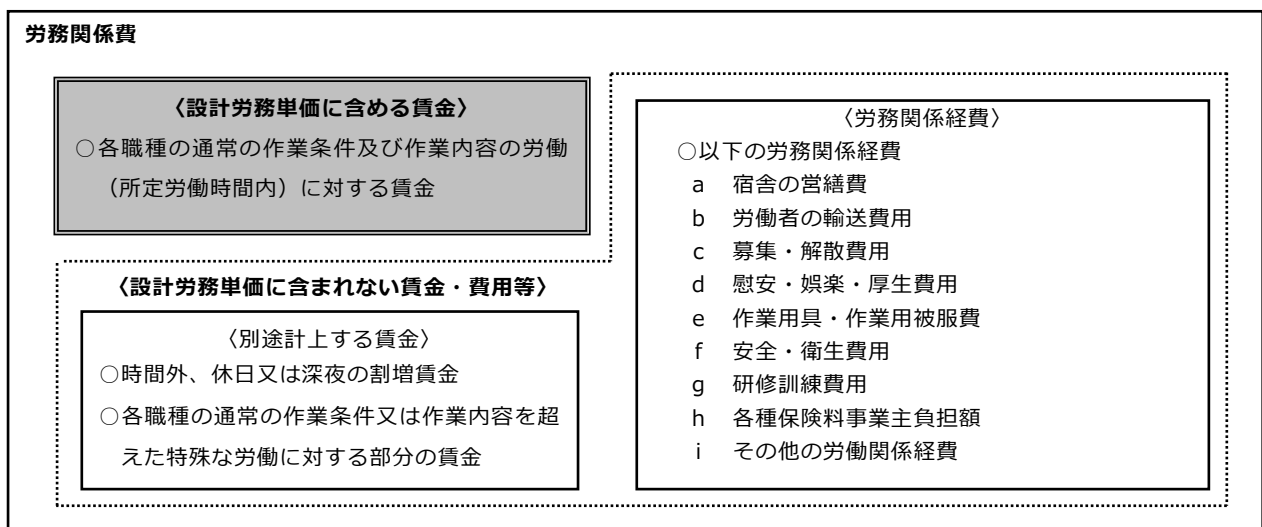 労務関係費
〈設計労務単価に含める賃金〉
○各職種の通常の作業条件及び作業内容の労働
（所定労働時間内）に対する賃金
〈設計労務単価に含まれない賃金・費用等〉
〈別途計上する賃金〉
○時間外、休日又は深夜の割増賃金
○各職種の通常の作業条件又は作業内容を超
えた特殊な労働に対する部分の賃金
〈労務関係経費〉
○以下の労務関係経費
a 宿舎の営繕費
b 労働者の輸送費用
c 募集・解散費用
d 慰安・娯楽・厚生費用
e 作業用具・作業用被服費
f 安全・衛生費用
g 研修訓練費用
h 各種保険料事業主負担額
i その他の労働関係経費